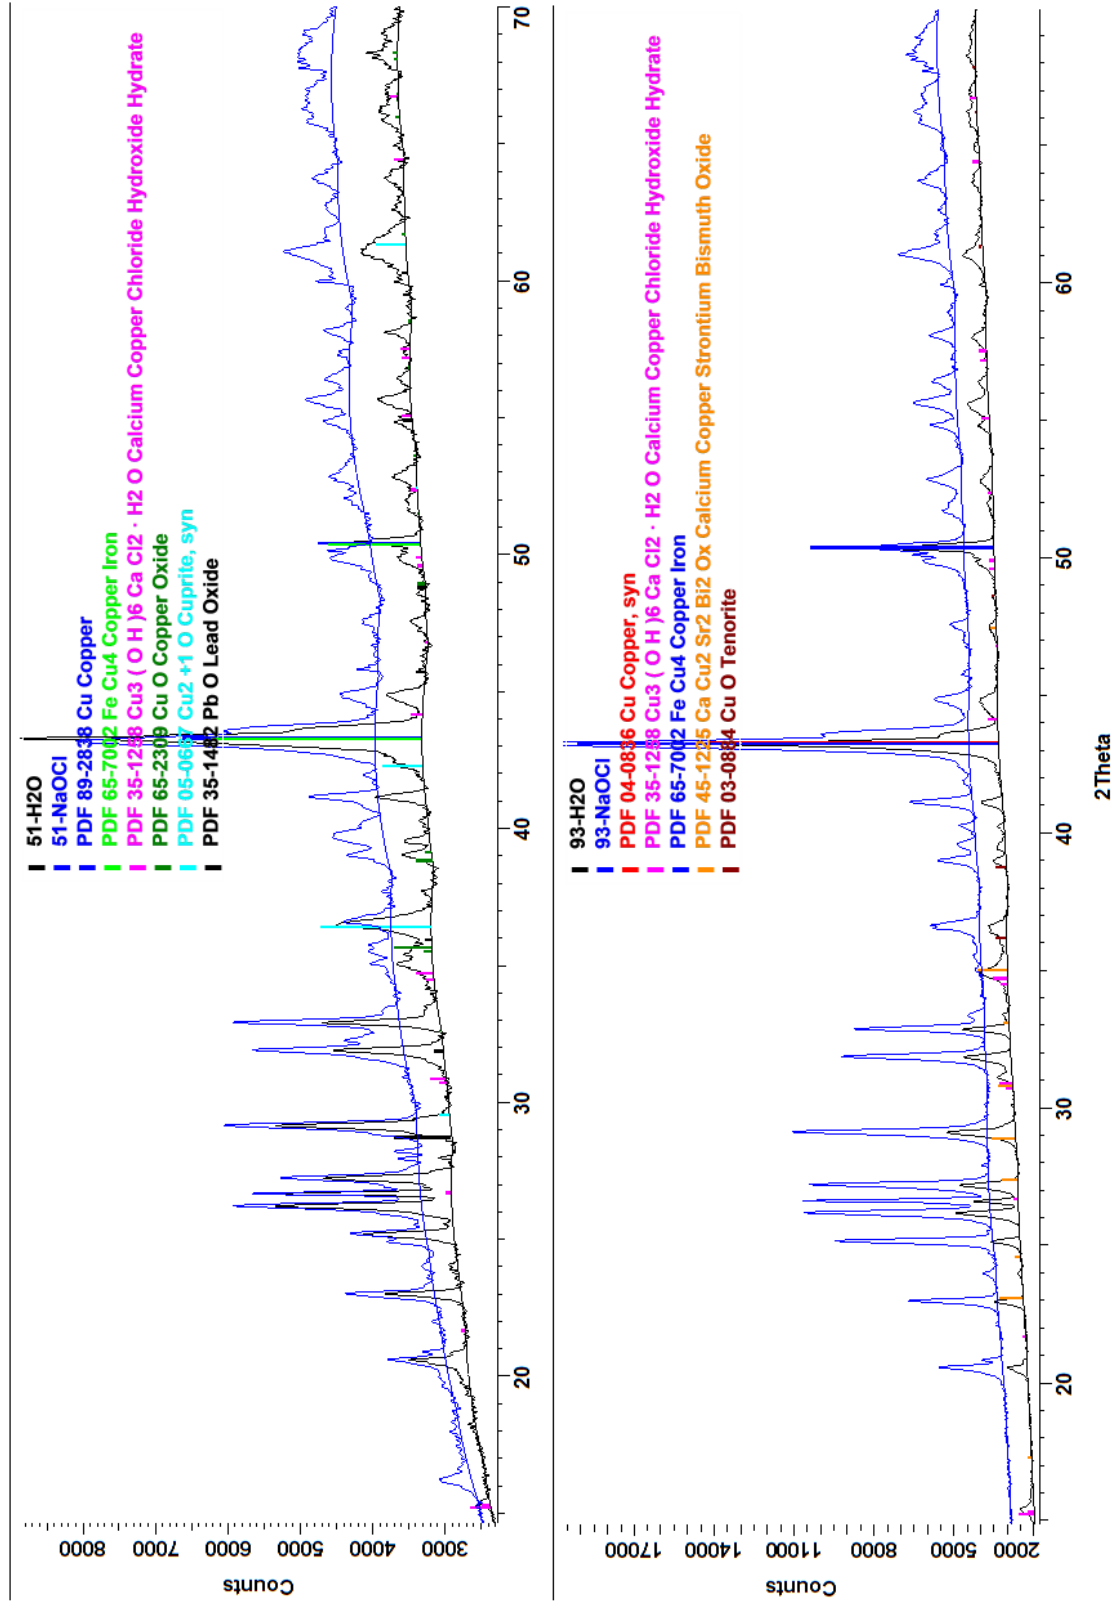 51-H2O
51-NaOCl
PDF 89-2838 Cu Copper
PDF 65-7002 Fe Cu4 Copper Iron
PDF 35-1258 Cu3 ( O H )6 Ca Cl2 · H2 O Calcium Copper Chloride Hydroxide Hydrate
PDF 65-2309 Cu O Copper Oxide
PDF 05-0667 Cu2 +1 O Cuprite, syn
PDF 35-1482 Pb O Lead Oxide
Counts
8000
7000
6000
5000
4000
3000
20
30
40
50
60
70
93-H2O
93-NaOCl
PDF 04-0836 Cu Copper, syn
PDF 35-1258 Cu3 ( O H )6 Ca Cl2 · H2 O Calcium Copper Chloride Hydroxide Hydrate
PDF 65-7002 Fe Cu4 Copper Iron
PDF 45-1225 Ca Cu2 Sr2 Bi2 Ox Calcium Copper Strontium Bismuth Oxide
PDF 03-0884 Cu O Tenorite
Counts
17000
14000
11000
8000
5000
2000
20
30
40
50
60
2Theta